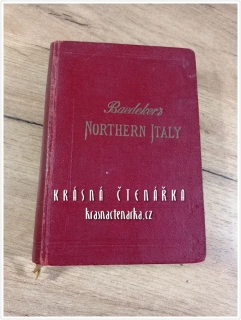 Baedeker's
NORTHERN ITALY
KRÁSNÁ ČTENÁŘKA
krasnactenarka.cz